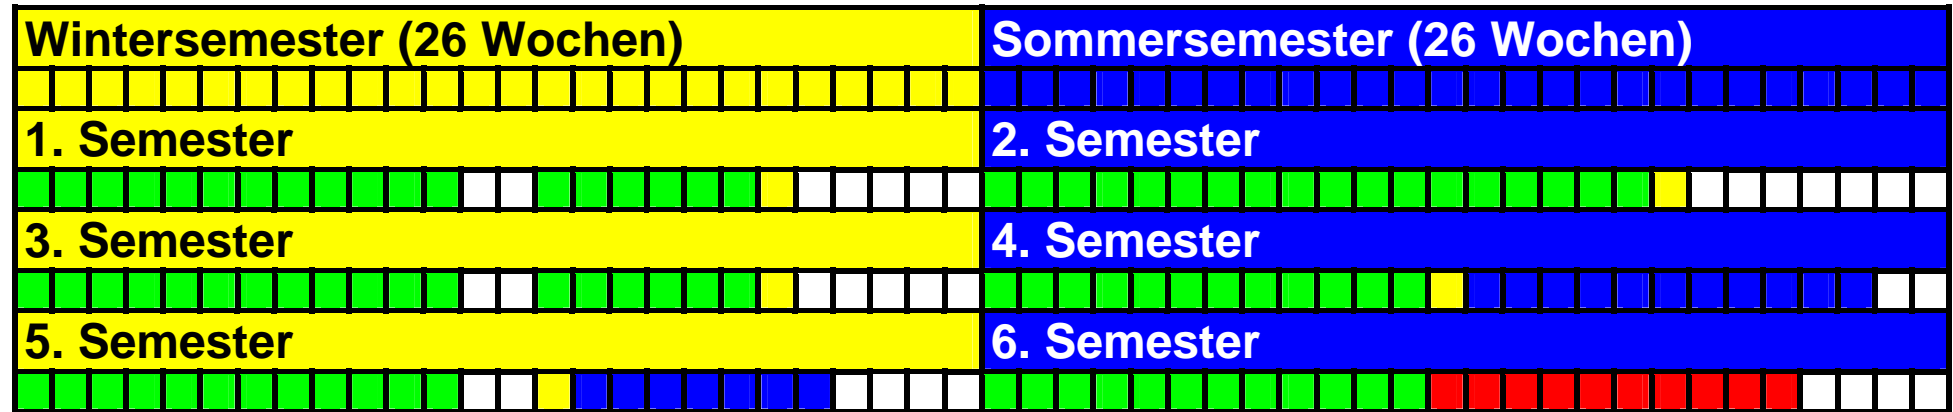 Wintersemester (26 Wochen)
Sommersemester (26 Wochen)
1. Semester
2. Semester
3. Semester
4. Semester
5. Semester
6. Semester